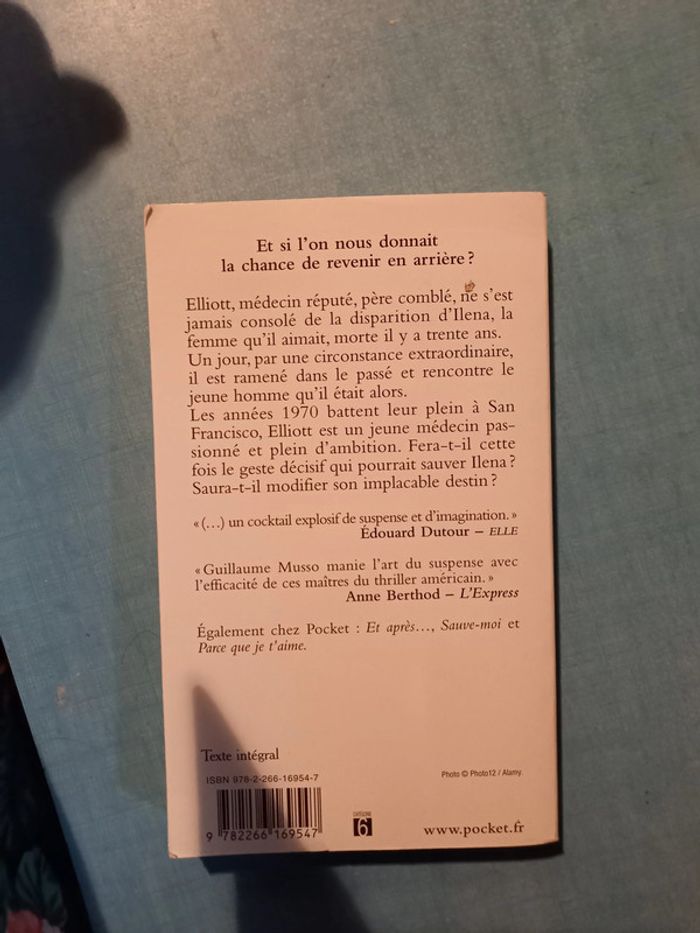 Et si l'on nous donnait
la chance de revenir en arrière ?
Elliott, médecin réputé, père comblé, ne s'est
jamais consolé de la disparition d'Ilena, la
femme qu'il aimait, morte il y a trente ans.
Un jour, par une circonstance extraordinaire,
il est ramené dans le passé et rencontre le
jeune homme qu'il était alors.
Les années 1970 battent leur plein à San
Francisco, Elliott est un jeune médecin pas-
sionné et plein d'ambition. Fera-t-il cette
fois le geste décisif qui pourrait sauver Ilena ?
Saura-t-il modifier son implacable destin ?
« (…) un cocktail explosif de suspense et d'imagination. »
Édouard Dutour – ELLE
« Guillaume Musso manie l'art du suspense avec
l'efficacité de ces maîtres du thriller américain. »
Anne Berthod – L'Express
Également chez Pocket : Et après…, Sauve-moi et
Parce que je t'aime.
Texte intégral
ISBN 978-2-266-16954-7
Photo © Photo12 / Alamy
9 782266 169547
6
www.pocket.fr